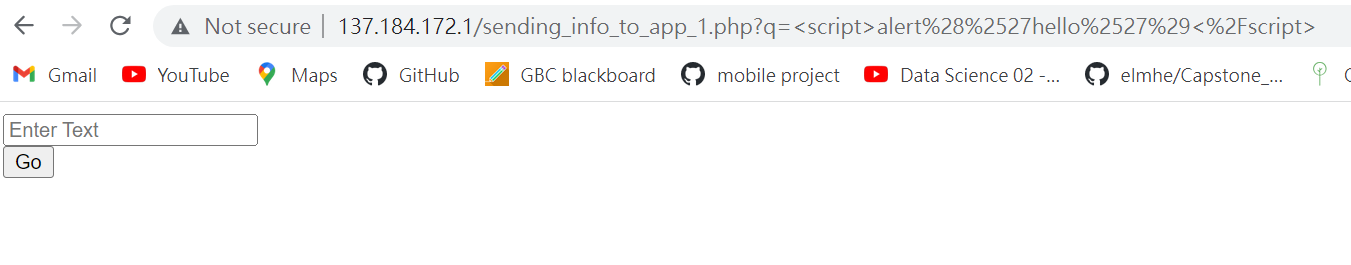 Not secure | 137.184.172.1/sending_info_to_app_1.php?q=<script>alert%28%2527hello%2527%29<%2Fscript>
Gmail YouTube Maps GitHub GBC blackboard mobile project Data Science 02 -... elmhe/Capstone_...
Enter Text
Go